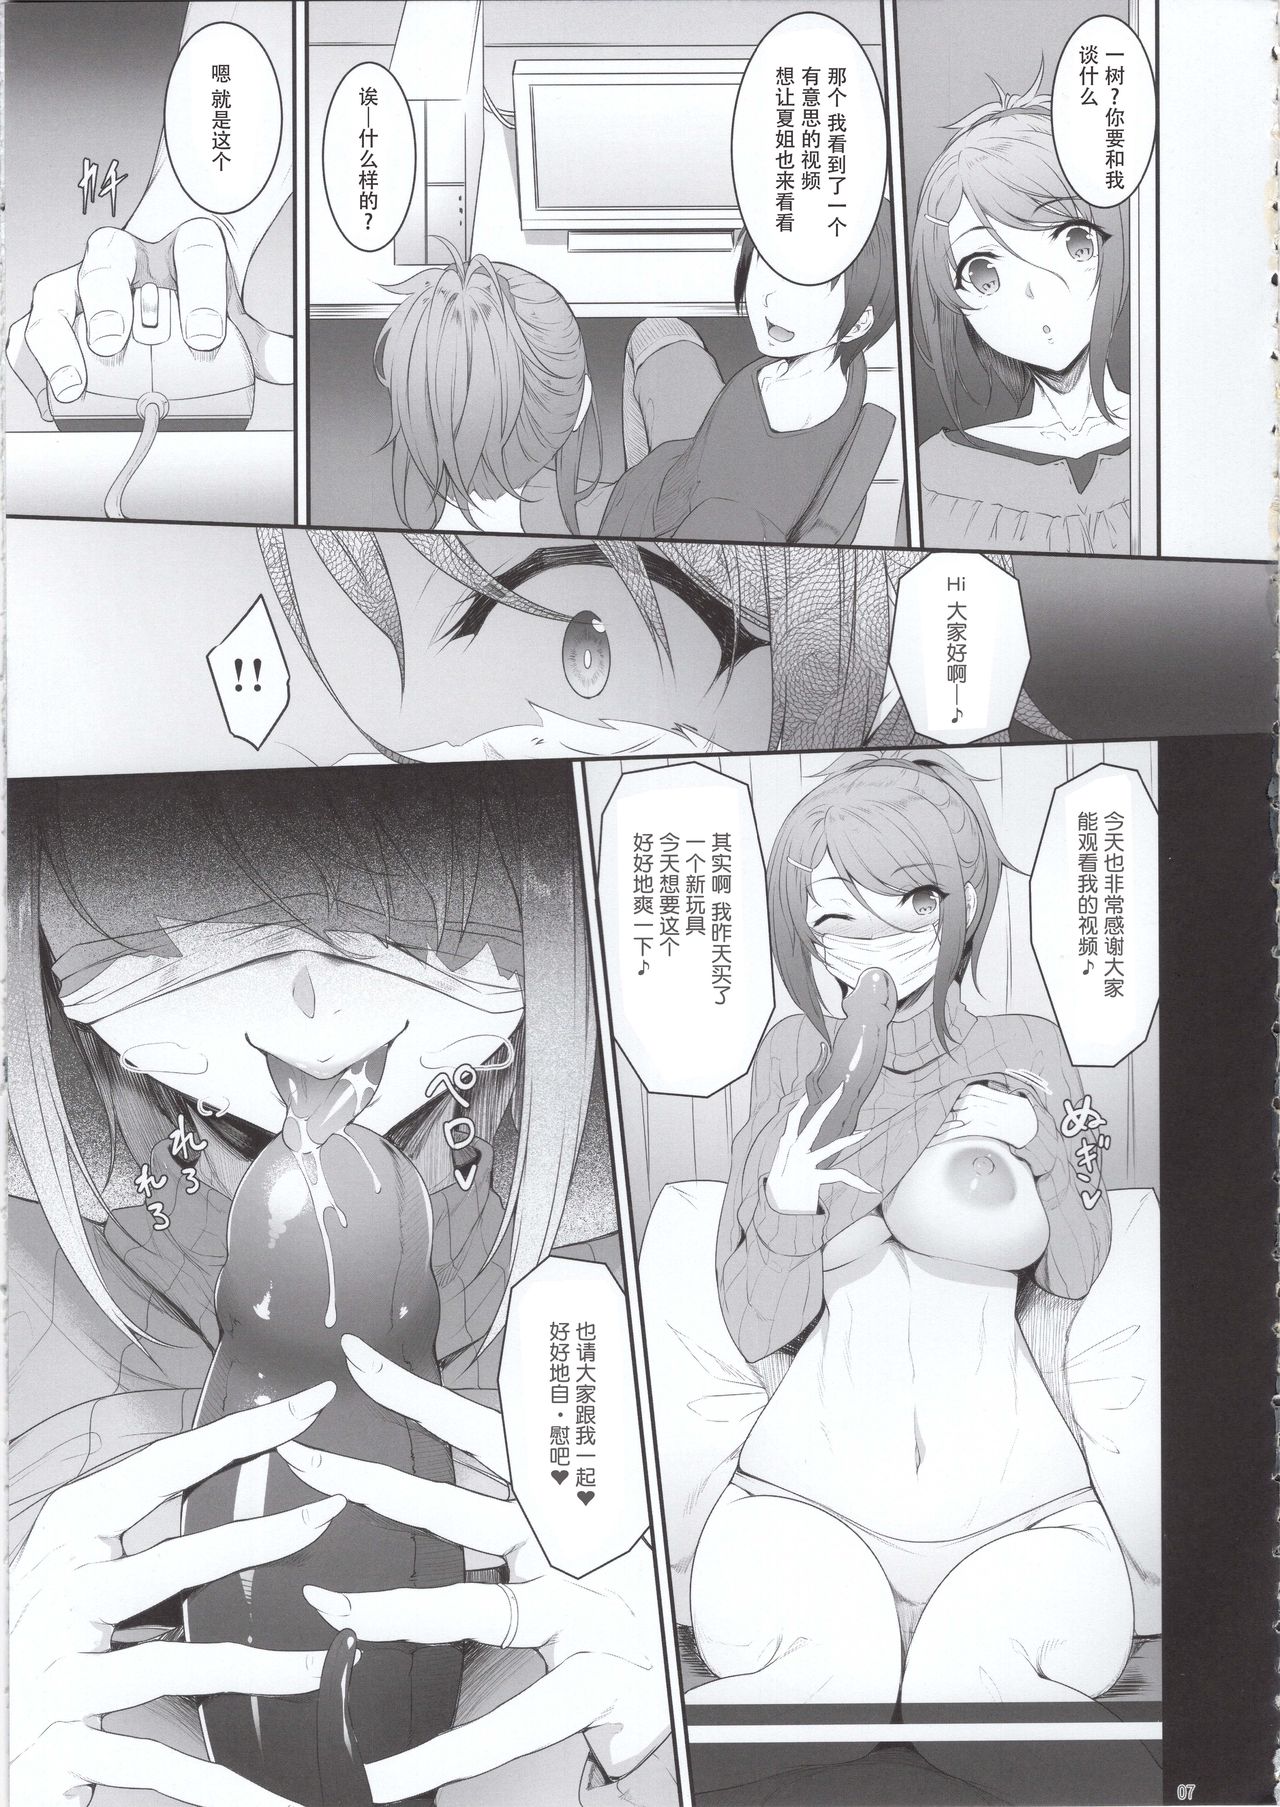 一树?你要和我
谈什么
那个 我看到了一个
有意思的视频
想让夏姐也来看看
诶—什么样的?
嗯 就是这个
カチ
Hi 大家好啊—♪
!!
今天也非常感谢大家
能观看我的视频♪
其实啊 我昨天买了
一个新玩具
今天想要这个
好好地爽一下♪
ぬぎ♡
ペロ♡
れろ
れろ
也请大家跟我一起♥
好好地自·慰吧♥
07